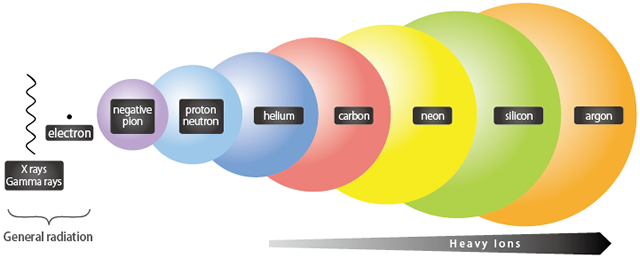 electron
X rays
Gamma rays
General radiation
negative
pion
proton
neutron
helium
carbon
neon
silicon
argon
Heavy Ions